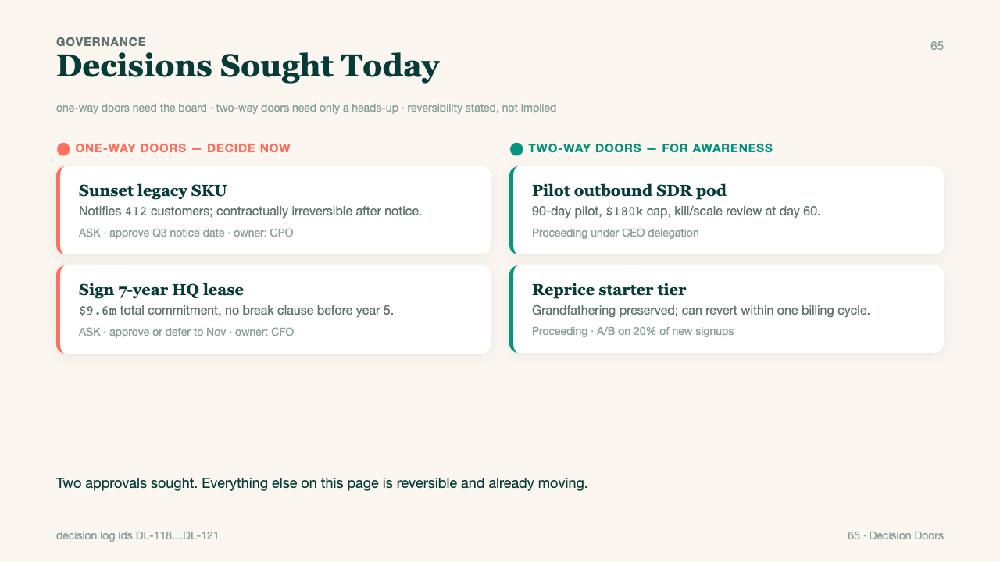 GOVERNANCE
65
Decisions Sought Today
one-way doors need the board · two-way doors need only a heads-up · reversibility stated, not implied
ONE-WAY DOORS — DECIDE NOW
Sunset legacy SKU
Notifies 412 customers; contractually irreversible after notice.
ASK · approve Q3 notice date · owner: CPO
Sign 7-year HQ lease
$9.6m total commitment, no break clause before year 5.
ASK · approve or defer to Nov · owner: CFO
TWO-WAY DOORS — FOR AWARENESS
Pilot outbound SDR pod
90-day pilot, $180k cap, kill/scale review at day 60.
Proceeding under CEO delegation
Reprice starter tier
Grandfathering preserved; can revert within one billing cycle.
Proceeding · A/B on 20% of new signups
Two approvals sought. Everything else on this page is reversible and already moving.
decision log ids DL-118…DL-121
65 · Decision Doors